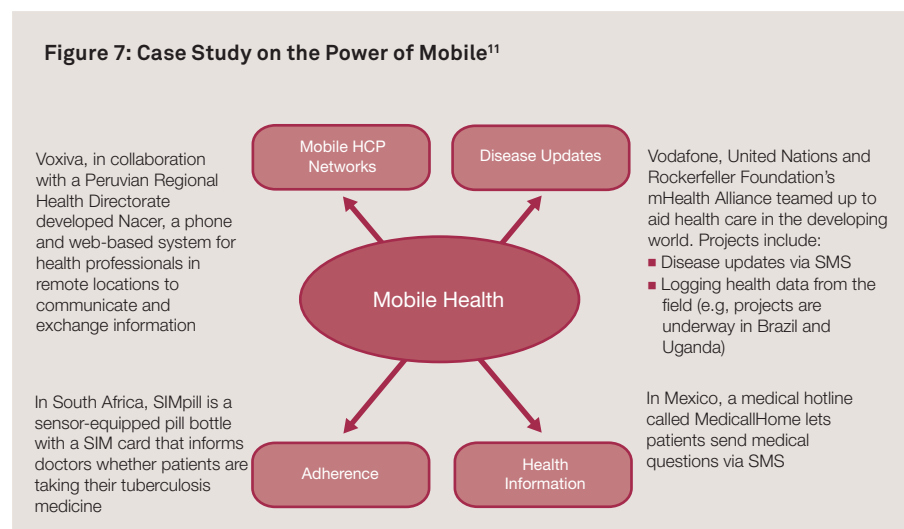 Figure 7: Case Study on the Power of Mobile¹¹
Voxiva, in collaboration
with a Peruvian Regional
Health Directorate
developed Nacer, a phone
and web-based system for
health professionals in
remote locations to
communicate and
exchange information
Mobile HCP
Networks
Disease Updates
Vodafone, United Nations and
Rockerfeller Foundation’s
mHealth Alliance teamed up to
aid health care in the developing
world. Projects include:
■ Disease updates via SMS
■ Logging health data from the
field (e.g, projects are
underway in Brazil and
Uganda)
Mobile Health
In South Africa, SIMpill is a
sensor-equipped pill bottle
with a SIM card that informs
doctors whether patients are
taking their tuberculosis
medicine
Adherence
Health
Information
In Mexico, a medical hotline
called MedicallHome lets
patients send medical
questions via SMS